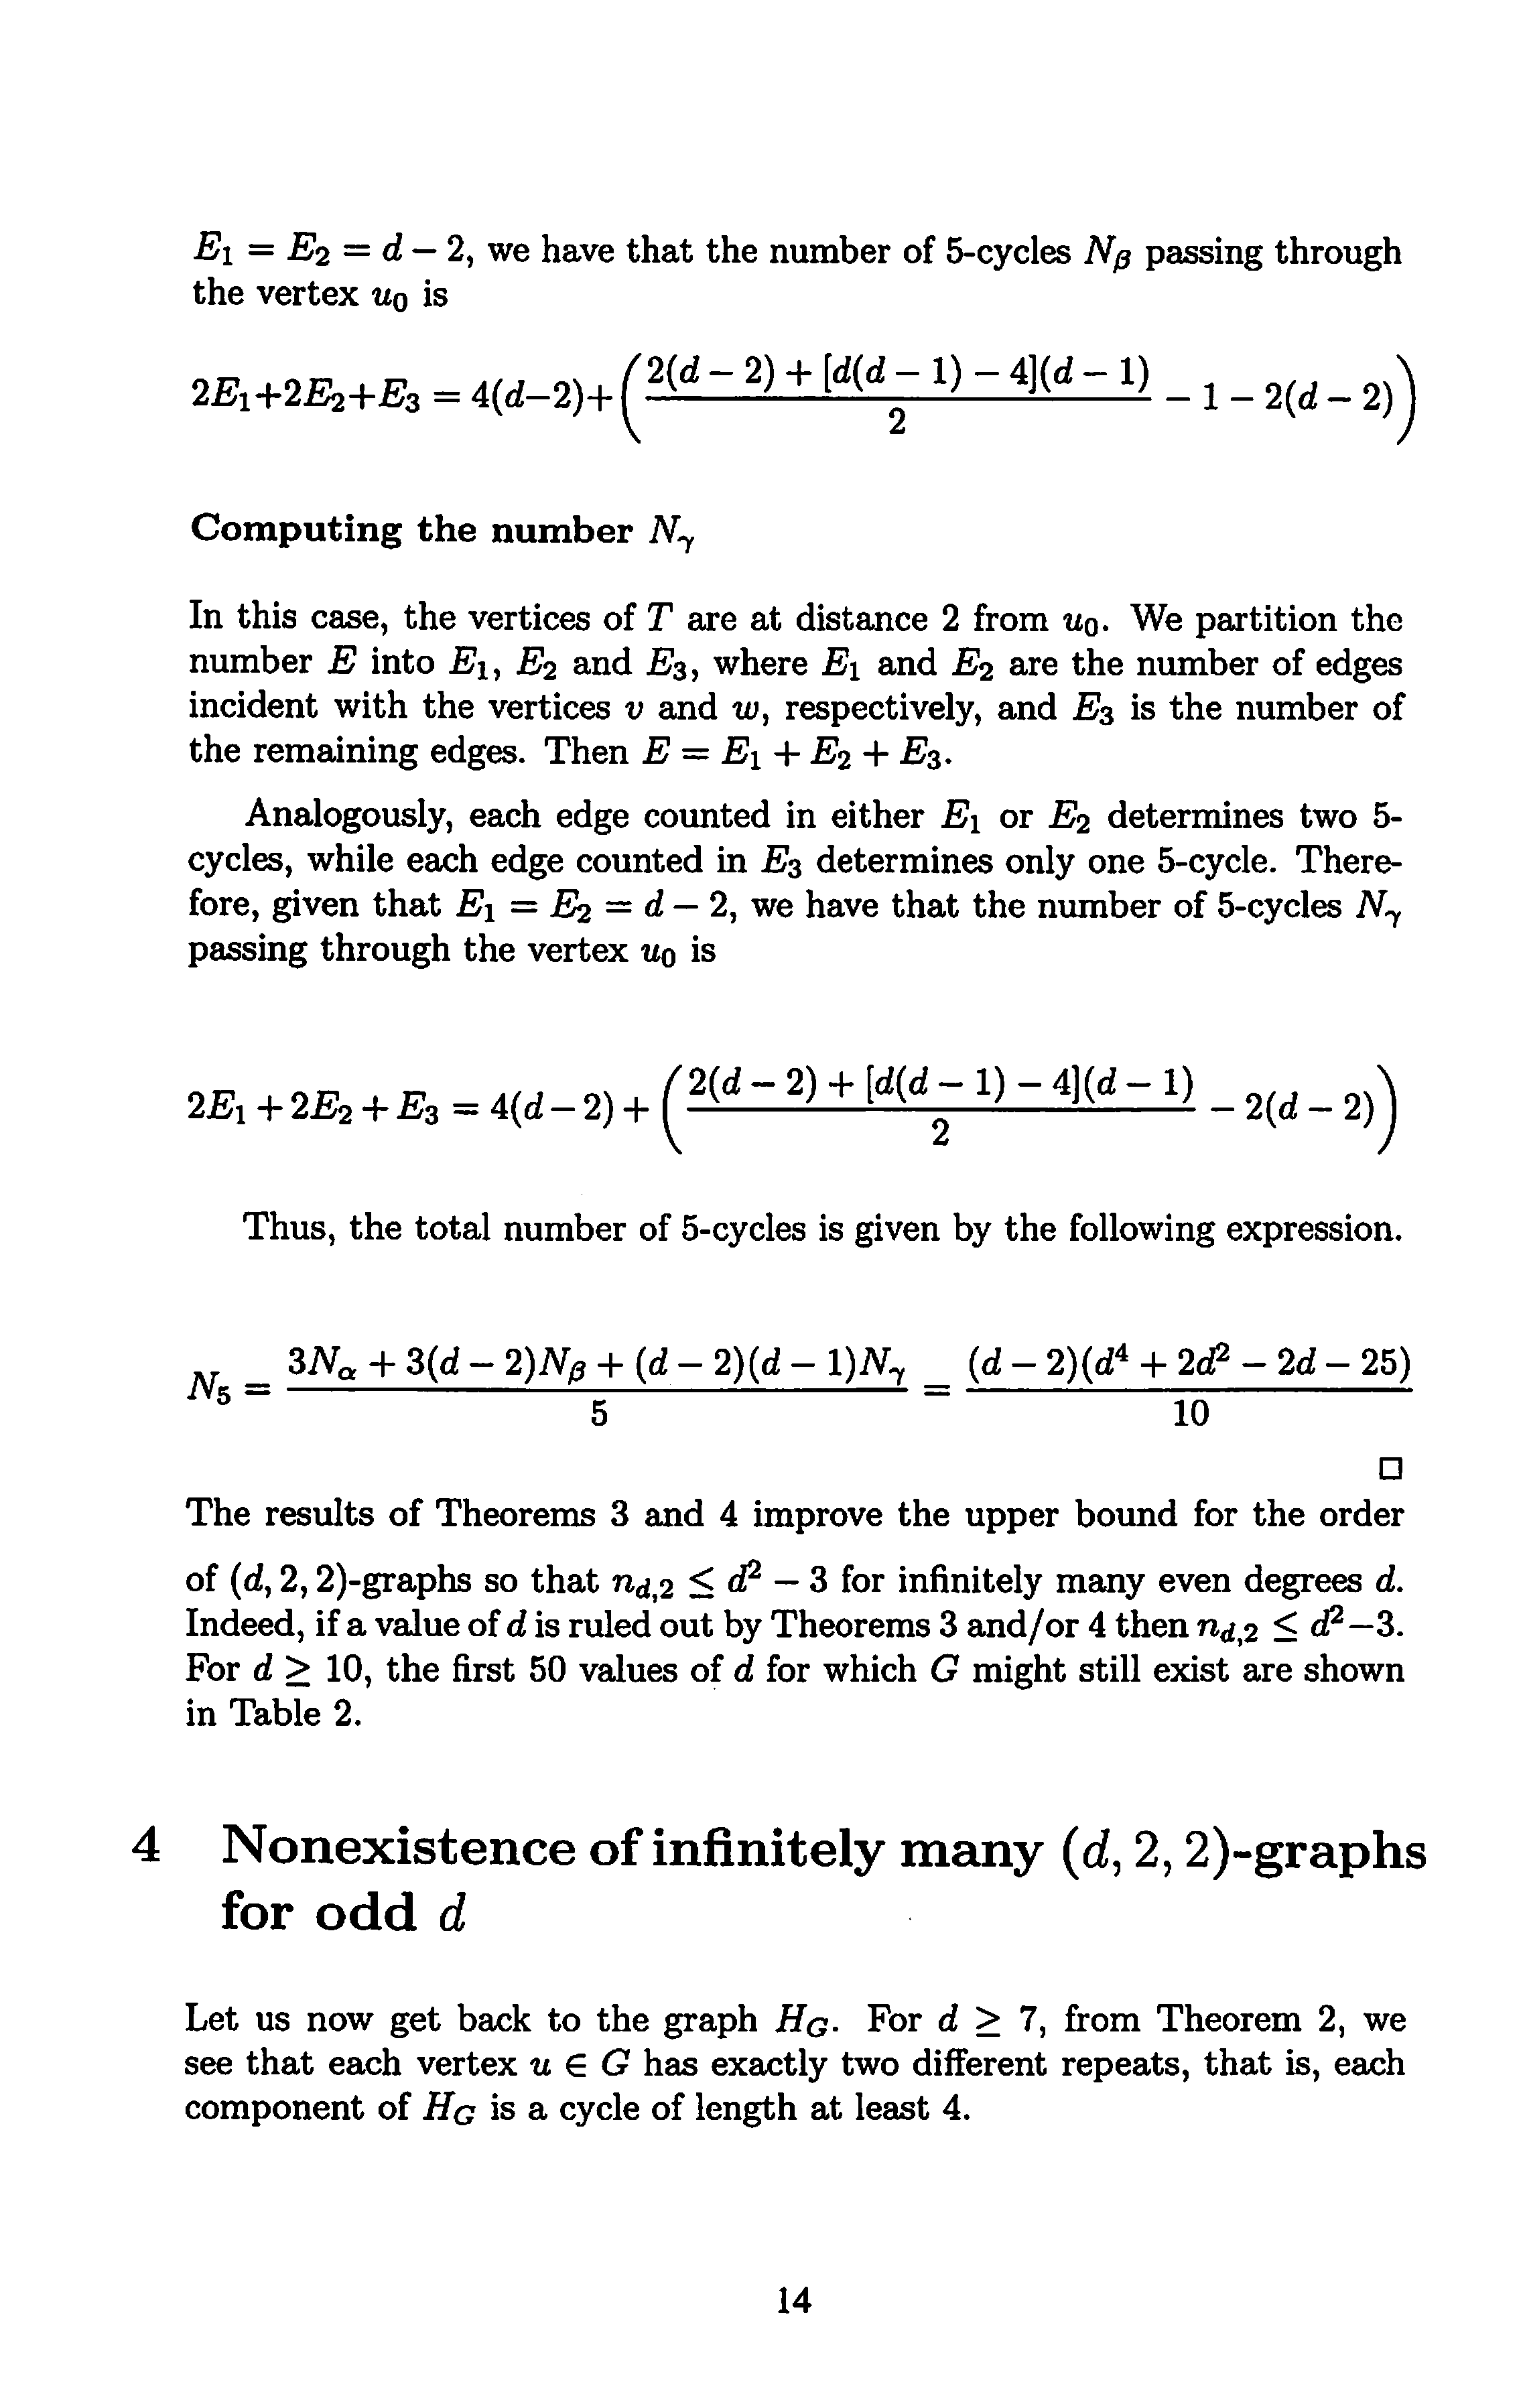 E₁ = E₂ = d − 2, we have that the number of 5-cycles N_β passing through
the vertex u₀ is
2E₁+2E₂+E₃ = 4(d−2)+( (2(d − 2) + [d(d − 1) − 4](d − 1))/2 − 1 − 2(d − 2) )
Computing the number N_γ
In this case, the vertices of T are at distance 2 from u₀. We partition the
number E into E₁, E₂ and E₃, where E₁ and E₂ are the number of edges
incident with the vertices v and w, respectively, and E₃ is the number of
the remaining edges. Then E = E₁ + E₂ + E₃.
Analogously, each edge counted in either E₁ or E₂ determines two 5-
cycles, while each edge counted in E₃ determines only one 5-cycle. There-
fore, given that E₁ = E₂ = d − 2, we have that the number of 5-cycles N_γ
passing through the vertex u₀ is
2E₁ + 2E₂ + E₃ = 4(d − 2) + ( (2(d − 2) + [d(d − 1) − 4](d − 1))/2 − 2(d − 2) )
Thus, the total number of 5-cycles is given by the following expression.
N₅ = (3N_α + 3(d − 2)N_β + (d − 2)(d − 1)N_γ)/5 = ((d − 2)(d⁴ + 2d² − 2d − 25))/10
□
The results of Theorems 3 and 4 improve the upper bound for the order
of (d, 2, 2)-graphs so that n_{d,2} ≤ d² − 3 for infinitely many even degrees d.
Indeed, if a value of d is ruled out by Theorems 3 and/or 4 then n_{d,2} ≤ d²−3.
For d ≥ 10, the first 50 values of d for which G might still exist are shown
in Table 2.
4 Nonexistence of infinitely many (d, 2, 2)-graphs
for odd d
Let us now get back to the graph H_G. For d ≥ 7, from Theorem 2, we
see that each vertex u ∈ G has exactly two different repeats, that is, each
component of H_G is a cycle of length at least 4.
14